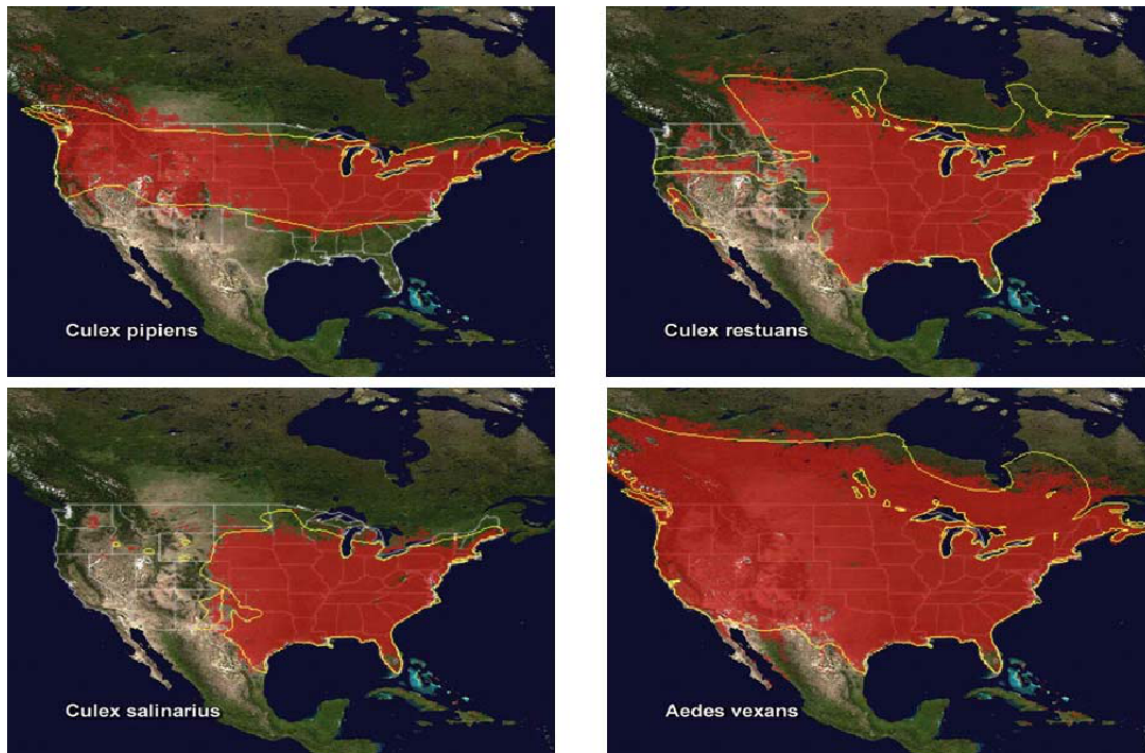 Culex pipiens
Culex restuans
Culex salinarius
Aedes vexans